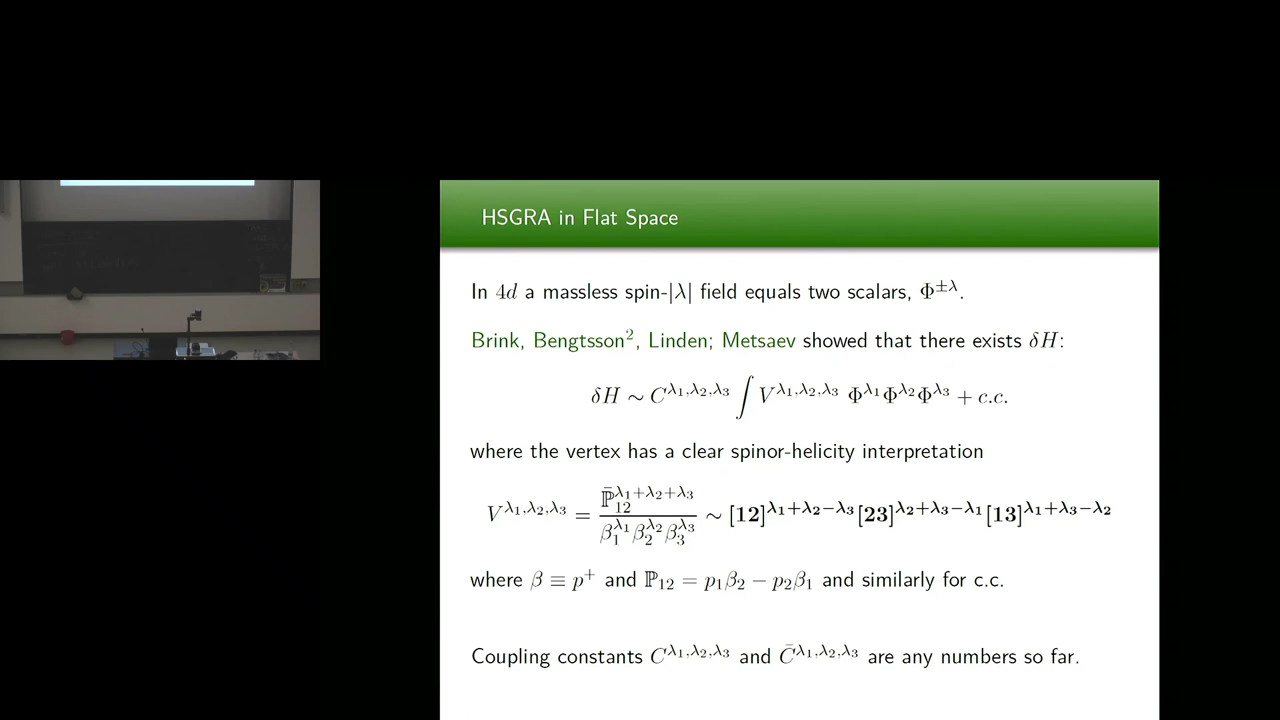 HSGRA in Flat Space
In 4d a massless spin-|λ| field equals two scalars, Φ^{±λ}.
Brink, Bengtsson², Linden; Metsaev showed that there exists δH:
δH ∼ C^{λ₁,λ₂,λ₃} ∫ V^{λ₁,λ₂,λ₃} Φ^{λ₁}Φ^{λ₂}Φ^{λ₃} + c.c.
where the vertex has a clear spinor-helicity interpretation
V^{λ₁,λ₂,λ₃} = \frac{\bar{ℙ}_{12}^{λ₁+λ₂+λ₃}}{β₁^{λ₁}β₂^{λ₂}β₃^{λ₃}} ∼ [12]^{λ₁+λ₂−λ₃}[23]^{λ₂+λ₃−λ₁}[13]^{λ₁+λ₃−λ₂}
where β ≡ p⁺ and ℙ₁₂ = p₁β₂ − p₂β₁ and similarly for c.c.
Coupling constants C^{λ₁,λ₂,λ₃} and \bar{C}^{λ₁,λ₂,λ₃} are any numbers so far.